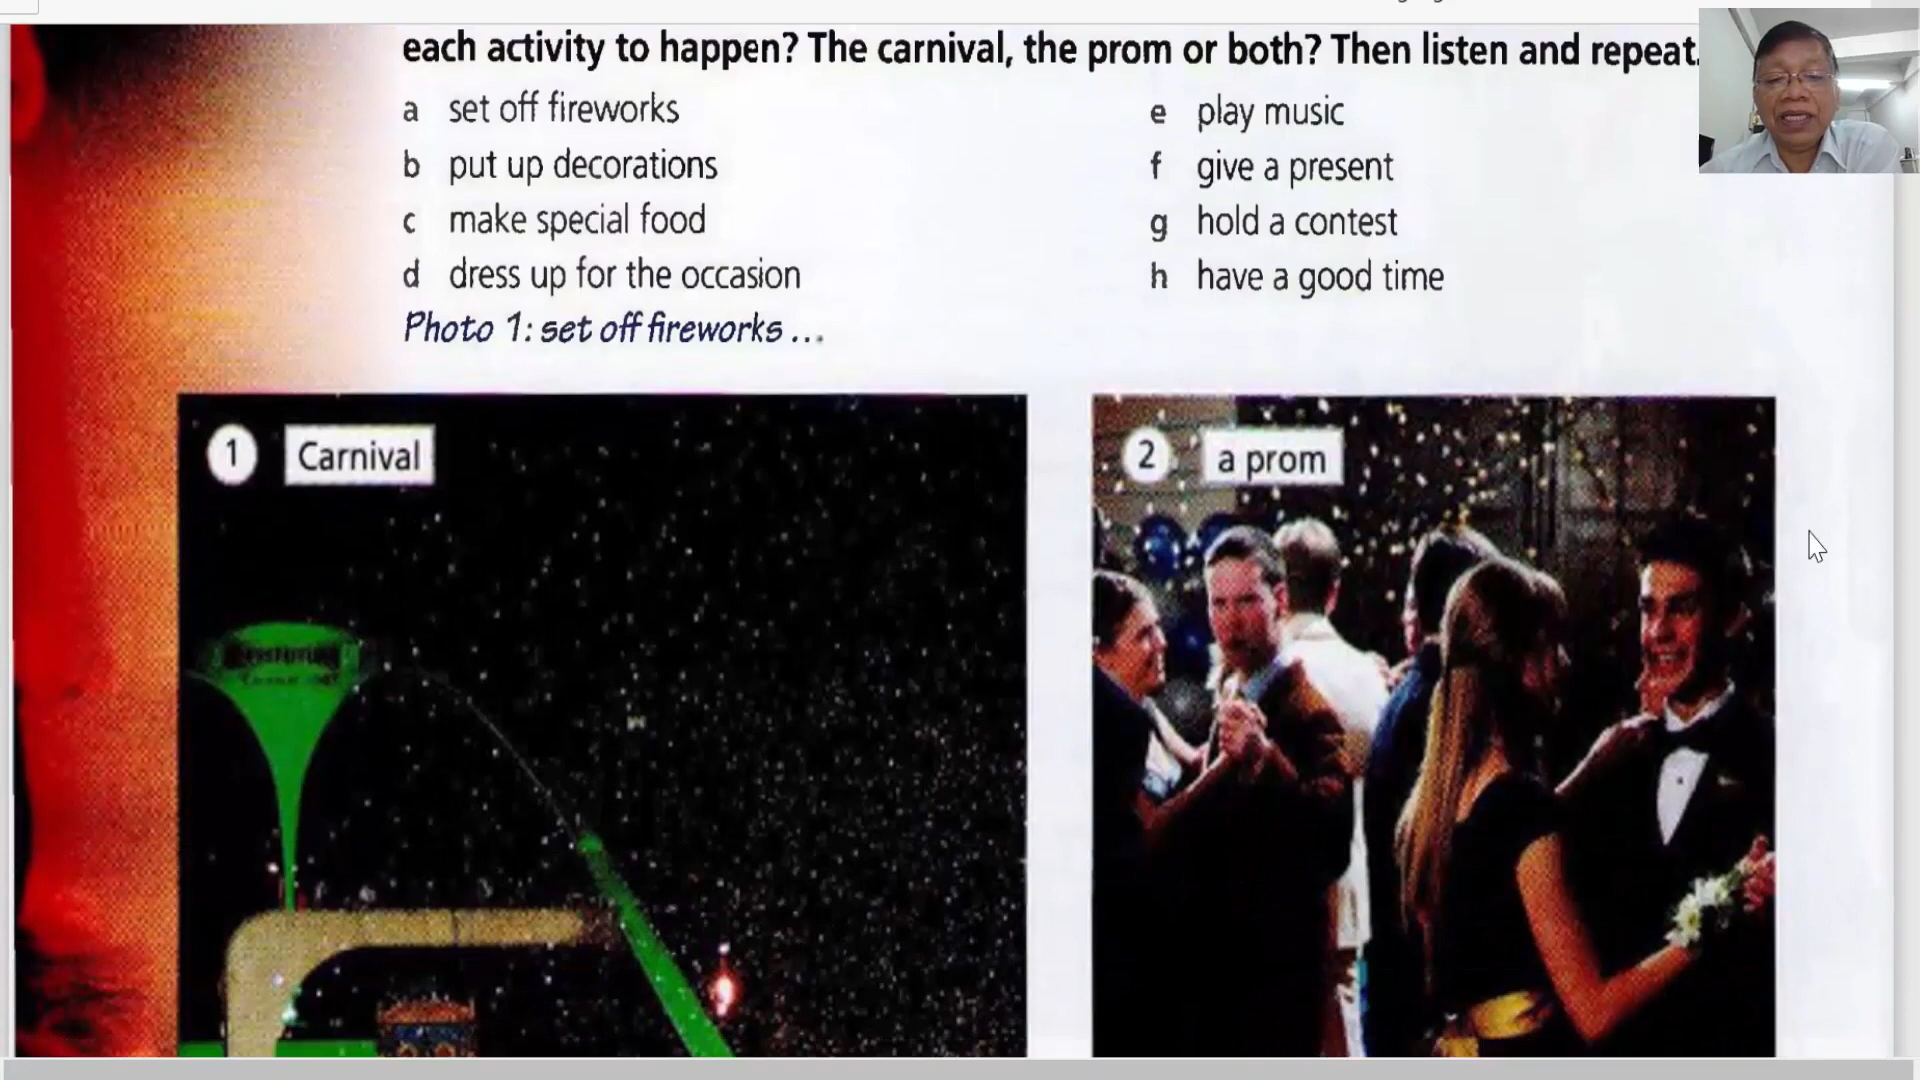 each activity to happen? The carnival, the prom or both? Then listen and repeat.
a set off fireworks
b put up decorations
c make special food
d dress up for the occasion
e play music
f give a present
g hold a contest
h have a good time
Photo 1: set off fireworks ...
1 Carnival
2 a prom